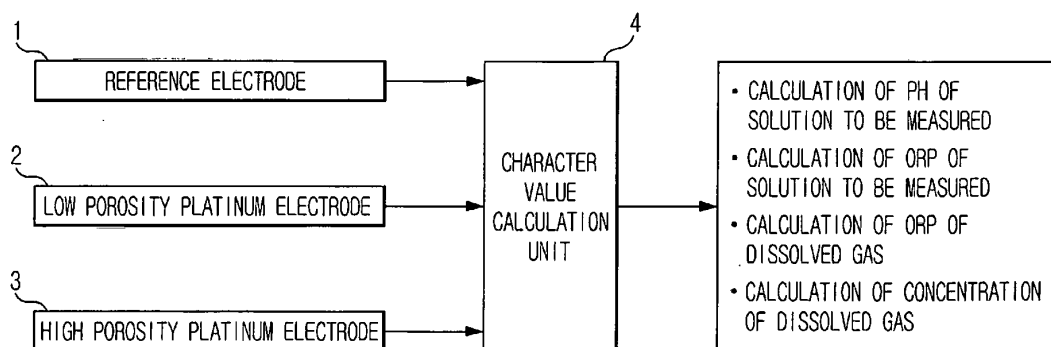 1
REFERENCE ELECTRODE
2
LOW POROSITY PLATINUM ELECTRODE
3
HIGH POROSITY PLATINUM ELECTRODE
4
CHARACTER
VALUE
CALCULATION
UNIT
• CALCULATION OF PH OF
SOLUTION TO BE MEASURED
• CALCULATION OF ORP OF
SOLUTION TO BE MEASURED
• CALCULATION OF ORP OF
DISSOLVED GAS
• CALCULATION OF CONCENTRATION
OF DISSOLVED GAS